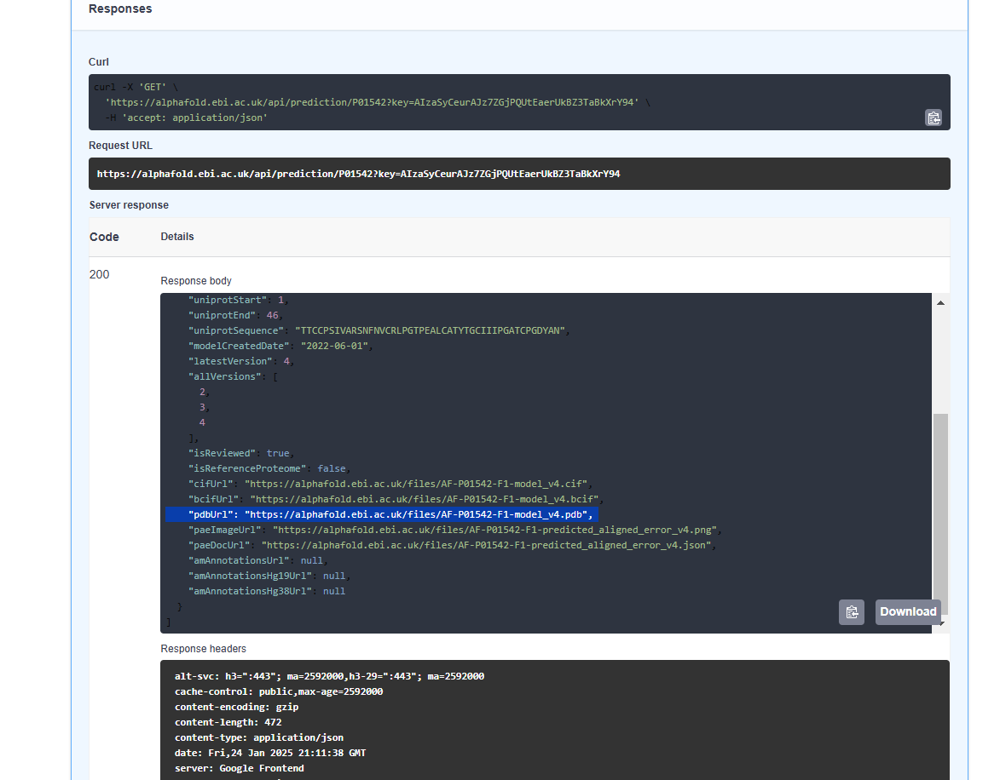 Responses
Curl
curl -X 'GET' \
'https://alphafold.ebi.ac.uk/api/prediction/P01542?key=AIzaSyCeurAJz7ZGjPQUtEaerUkBZ3TaBkXrY94' \
-H 'accept: application/json'
Request URL
https://alphafold.ebi.ac.uk/api/prediction/P01542?key=AIzaSyCeurAJz7ZGjPQUtEaerUkBZ3TaBkXrY94
Server response
Code Details
200
Response body
"uniprotStart": 1,
"uniprotEnd": 46,
"uniprotSequence": "TTCCPSIVARSNFNVCRLPGTPEALCATYTGCIIIPGATCPGDYAN",
"modelCreatedDate": "2022-06-01",
"latestVersion": 4,
"allVersions": [
2,
3,
4
],
"isReviewed": true,
"isReferenceProteome": false,
"cifUrl": "https://alphafold.ebi.ac.uk/files/AF-P01542-F1-model_v4.cif",
"bcifUrl": "https://alphafold.ebi.ac.uk/files/AF-P01542-F1-model_v4.bcif",
"pdbUrl": "https://alphafold.ebi.ac.uk/files/AF-P01542-F1-model_v4.pdb",
"paeImageUrl": "https://alphafold.ebi.ac.uk/files/AF-P01542-F1-predicted_aligned_error_v4.png",
"paeDocUrl": "https://alphafold.ebi.ac.uk/files/AF-P01542-F1-predicted_aligned_error_v4.json",
"amAnnotationsUrl": null,
"amAnnotationsHg19Url": null,
"amAnnotationsHg38Url": null
}
]
Download
Response headers
alt-svc: h3=":443"; ma=2592000,h3-29=":443"; ma=2592000
cache-control: public,max-age=2592000
content-encoding: gzip
content-length: 472
content-type: application/json
date: Fri,24 Jan 2025 21:11:38 GMT
server: Google Frontend